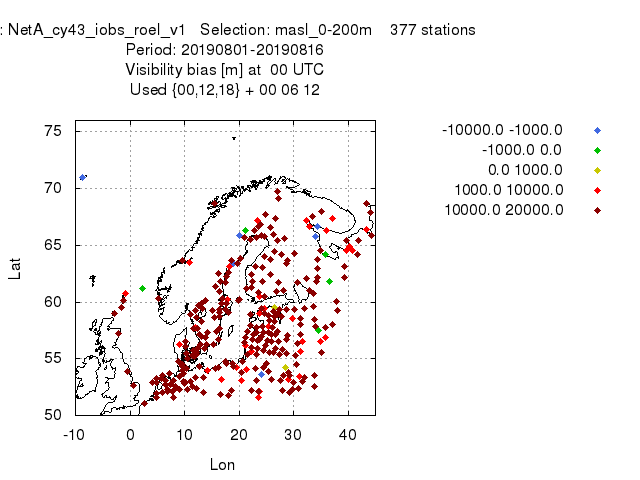 : NetA_cy43_iobs_roel_v1 Selection: masl_0-200m 377 stations
Period: 20190801-20190816
Visibility bias [m] at 00 UTC
Used {00,12,18} + 00 06 12
-10000.0 -1000.0
-1000.0 0.0
0.0 1000.0
1000.0 10000.0
10000.0 20000.0
75
70
65
60
55
50
Lat
-10 0 10 20 30 40
Lon